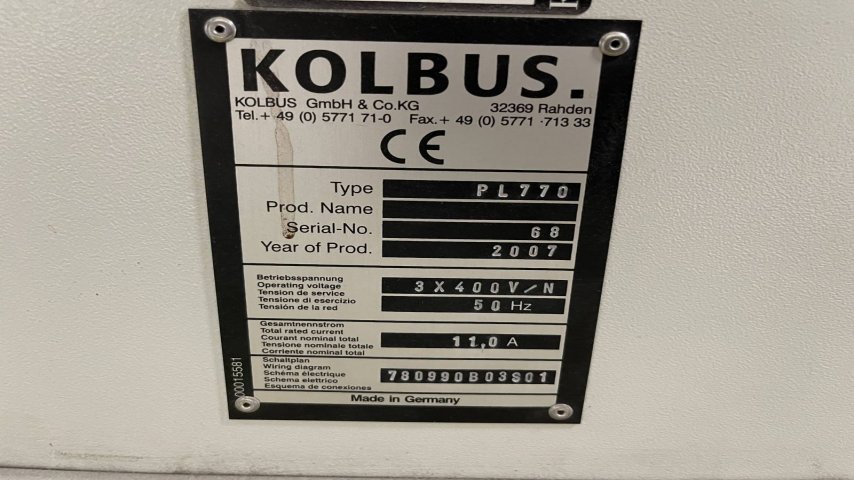 KOLBUS.
KOLBUS GmbH & Co.KG 32369 Rahden
Tel.+ 49 (0) 5771 71-0 Fax.+ 49 (0) 5771 -713 33
CE
Type PL770
Prod. Name
Serial-No. 68
Year of Prod. 2007
Betriebsspannung
Operating voltage
Tension de service
Tensione di esercizio
Tensión de la red
3X400V/N
50 Hz
Gesamtnennstrom
Total rated current
Courant nominal total
Tensione nominale totale
Corriente nominal total
11,0 A
Schaltplan
Wiring diagram
Schéma électrique
Schema elettrico
Esquema de conexiones
780990B03S01
Made in Germany
00015581